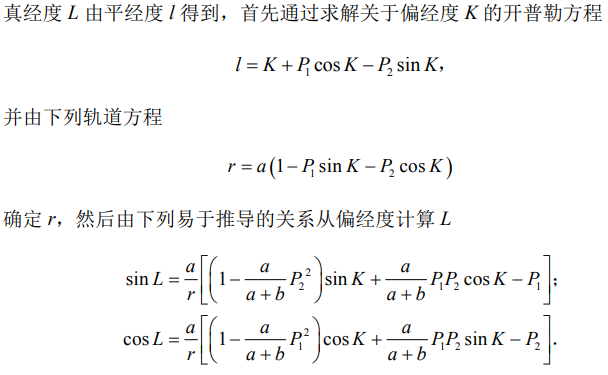 真经度 L 由平经度 l 得到，首先通过求解关于偏经度 K 的开普勒方程
l = K + P₁ cos K − P₂ sin K，
并由下列轨道方程
r = a(1 − P₁ sin K − P₂ cos K)
确定 r，然后由下列易于推导的关系从偏经度计算 L
sin L = a/r [(1 − a/(a+b) P₂²) sin K + a/(a+b) P₁P₂ cos K − P₁];
cos L = a/r [(1 − a/(a+b) P₁²) cos K + a/(a+b) P₁P₂ sin K − P₂].